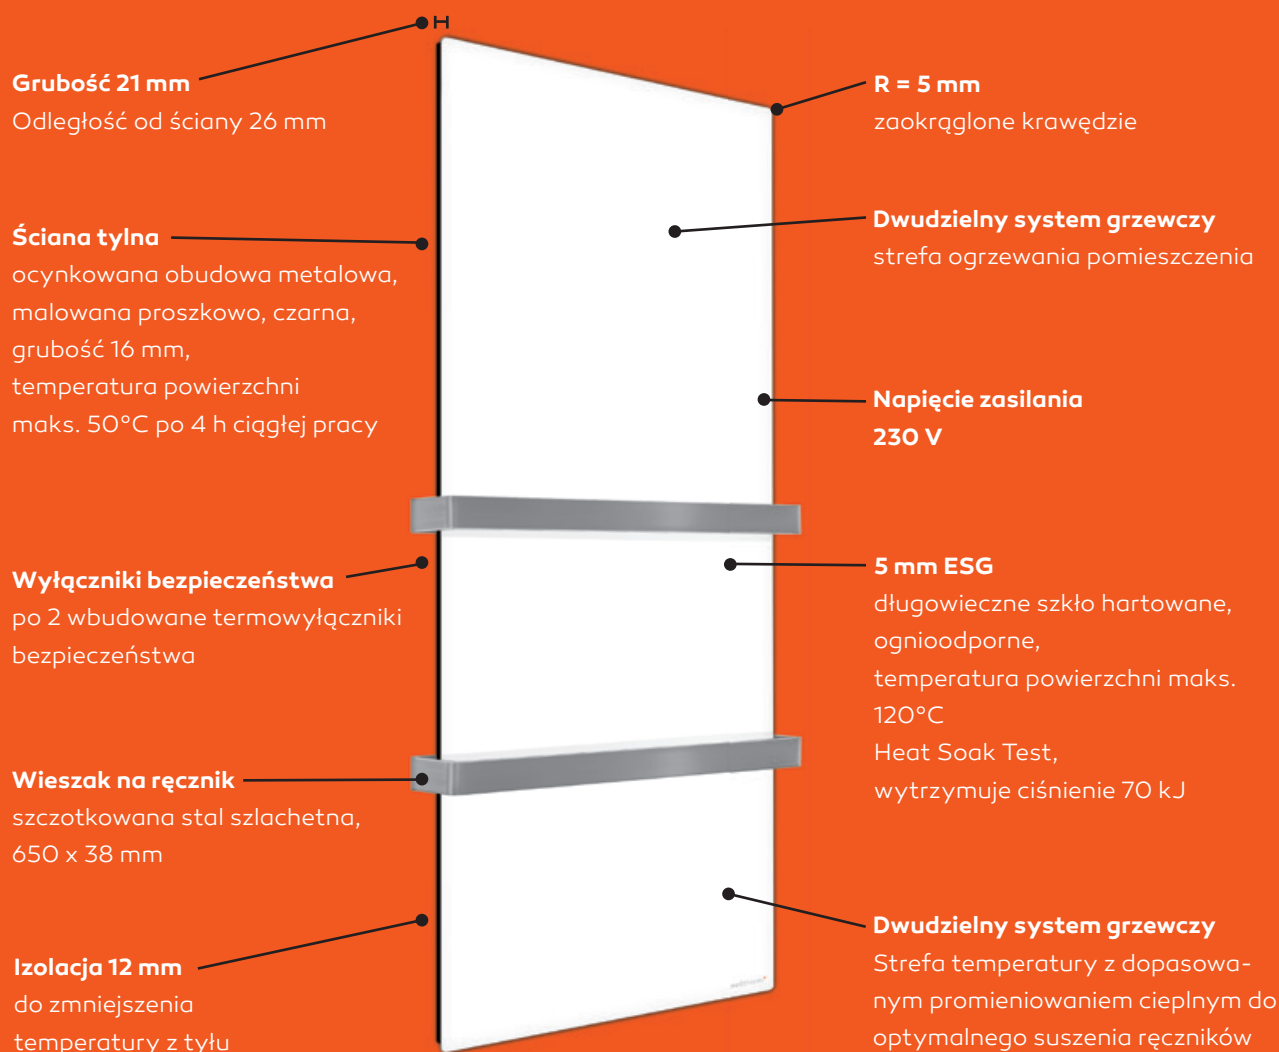 Grubość 21 mm
Odległość od ściany 26 mm
Ściana tylna
ocynkowana obudowa metalowa,
malowana proszkowo, czarna,
grubość 16 mm,
temperatura powierzchni
maks. 50°C po 4 h ciągłej pracy
Wyłączniki bezpieczeństwa
po 2 wbudowane termowyłączniki
bezpieczeństwa
Wieszak na ręcznik
szczotkowana stal szlachetna,
650 x 38 mm
Izolacja 12 mm
do zmniejszenia
temperatury z tyłu
R = 5 mm
zaokrąglone krawędzie
Dwudzielny system grzewczy
strefa ogrzewania pomieszczenia
Napięcie zasilania
230 V
5 mm ESG
długowieczne szkło hartowane,
ognioodporne,
temperatura powierzchni maks.
120°C
Heat Soak Test,
wytrzymuje ciśnienie 70 kJ
Dwudzielny system grzewczy
Strefa temperatury z dopasowa-
nym promieniowaniem cieplnym do
optymalnego suszenia ręczników